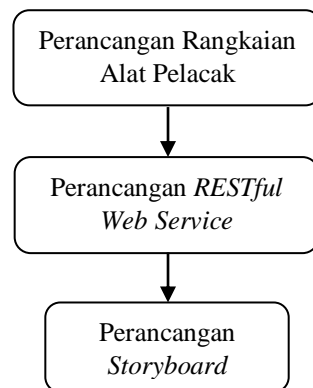 Perancangan Rangkaian
Alat Pelacak
Perancangan RESTful
Web Service
Perancangan
Storyboard